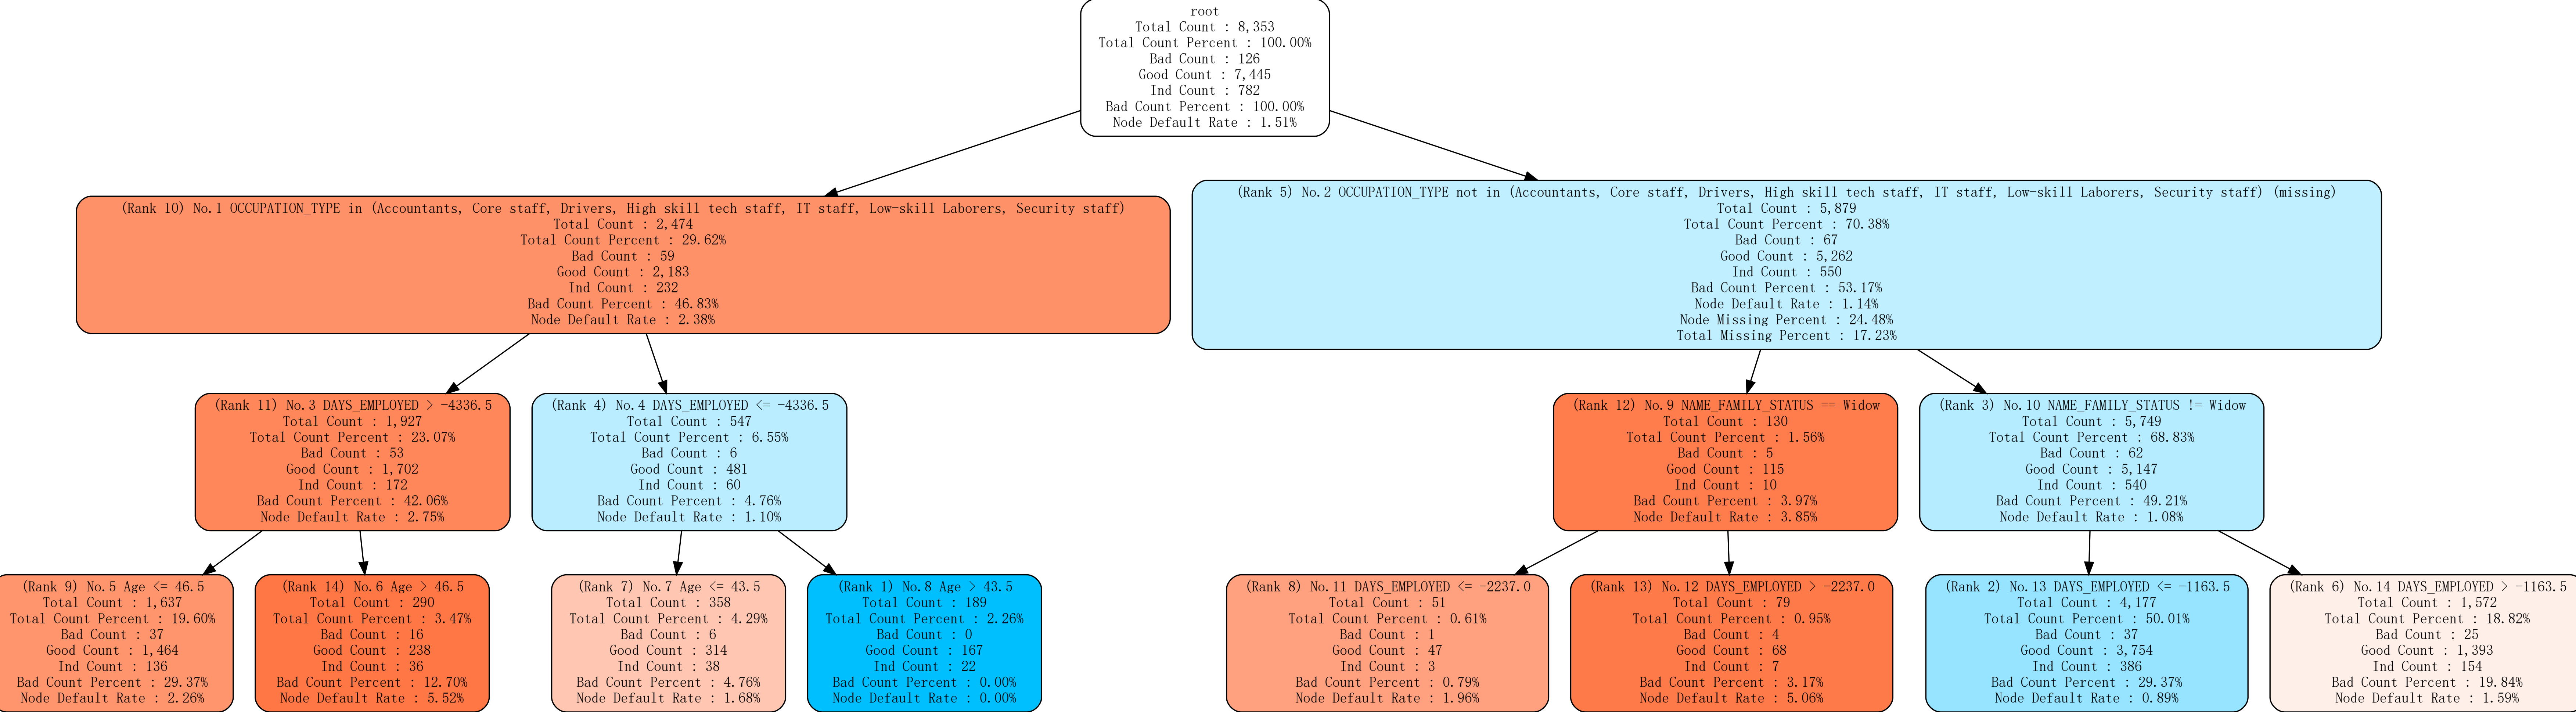 root
Total Count : 8,353
Total Count Percent : 100.00%
Bad Count : 126
Good Count : 7,445
Ind Count : 782
Bad Count Percent : 100.00%
Node Default Rate : 1.51%
(Rank 10) No.1 OCCUPATION_TYPE in (Accountants, Core staff, Drivers, High skill tech staff, IT staff, Low-skill Laborers, Security staff)
Total Count : 2,474
Total Count Percent : 29.62%
Bad Count : 59
Good Count : 2,183
Ind Count : 232
Bad Count Percent : 46.83%
Node Default Rate : 2.38%
(Rank 5) No.2 OCCUPATION_TYPE not in (Accountants, Core staff, Drivers, High skill tech staff, IT staff, Low-skill Laborers, Security staff) (missing)
Total Count : 5,879
Total Count Percent : 70.38%
Bad Count : 67
Good Count : 5,262
Ind Count : 550
Bad Count Percent : 53.17%
Node Default Rate : 1.14%
Node Missing Percent : 24.48%
Total Missing Percent : 17.23%
(Rank 11) No.3 DAYS_EMPLOYED > -4336.5
Total Count : 1,927
Total Count Percent : 23.07%
Bad Count : 53
Good Count : 1,702
Ind Count : 172
Bad Count Percent : 42.06%
Node Default Rate : 2.75%
(Rank 4) No.4 DAYS_EMPLOYED <= -4336.5
Total Count : 547
Total Count Percent : 6.55%
Bad Count : 6
Good Count : 481
Ind Count : 60
Bad Count Percent : 4.76%
Node Default Rate : 1.10%
(Rank 12) No.9 NAME_FAMILY_STATUS == Widow
Total Count : 130
Total Count Percent : 1.56%
Bad Count : 5
Good Count : 115
Ind Count : 10
Bad Count Percent : 3.97%
Node Default Rate : 3.85%
(Rank 3) No.10 NAME_FAMILY_STATUS != Widow
Total Count : 5,749
Total Count Percent : 68.83%
Bad Count : 62
Good Count : 5,147
Ind Count : 540
Bad Count Percent : 49.21%
Node Default Rate : 1.08%
(Rank 9) No.5 Age <= 46.5
Total Count : 1,637
Total Count Percent : 19.60%
Bad Count : 37
Good Count : 1,464
Ind Count : 136
Bad Count Percent : 29.37%
Node Default Rate : 2.26%
(Rank 14) No.6 Age > 46.5
Total Count : 290
Total Count Percent : 3.47%
Bad Count : 16
Good Count : 238
Ind Count : 36
Bad Count Percent : 12.70%
Node Default Rate : 5.52%
(Rank 7) No.7 Age <= 43.5
Total Count : 358
Total Count Percent : 4.29%
Bad Count : 6
Good Count : 314
Ind Count : 38
Bad Count Percent : 4.76%
Node Default Rate : 1.68%
(Rank 1) No.8 Age > 43.5
Total Count : 189
Total Count Percent : 2.26%
Bad Count : 0
Good Count : 167
Ind Count : 22
Bad Count Percent : 0.00%
Node Default Rate : 0.00%
(Rank 8) No.11 DAYS_EMPLOYED <= -2237.0
Total Count : 51
Total Count Percent : 0.61%
Bad Count : 1
Good Count : 47
Ind Count : 3
Bad Count Percent : 0.79%
Node Default Rate : 1.96%
(Rank 13) No.12 DAYS_EMPLOYED > -2237.0
Total Count : 79
Total Count Percent : 0.95%
Bad Count : 4
Good Count : 68
Ind Count : 7
Bad Count Percent : 3.17%
Node Default Rate : 5.06%
(Rank 2) No.13 DAYS_EMPLOYED <= -1163.5
Total Count : 4,177
Total Count Percent : 50.01%
Bad Count : 37
Good Count : 3,754
Ind Count : 386
Bad Count Percent : 29.37%
Node Default Rate : 0.89%
(Rank 6) No.14 DAYS_EMPLOYED > -1163.5
Total Count : 1,572
Total Count Percent : 18.82%
Bad Count : 25
Good Count : 1,393
Ind Count : 154
Bad Count Percent : 19.84%
Node Default Rate : 1.59%